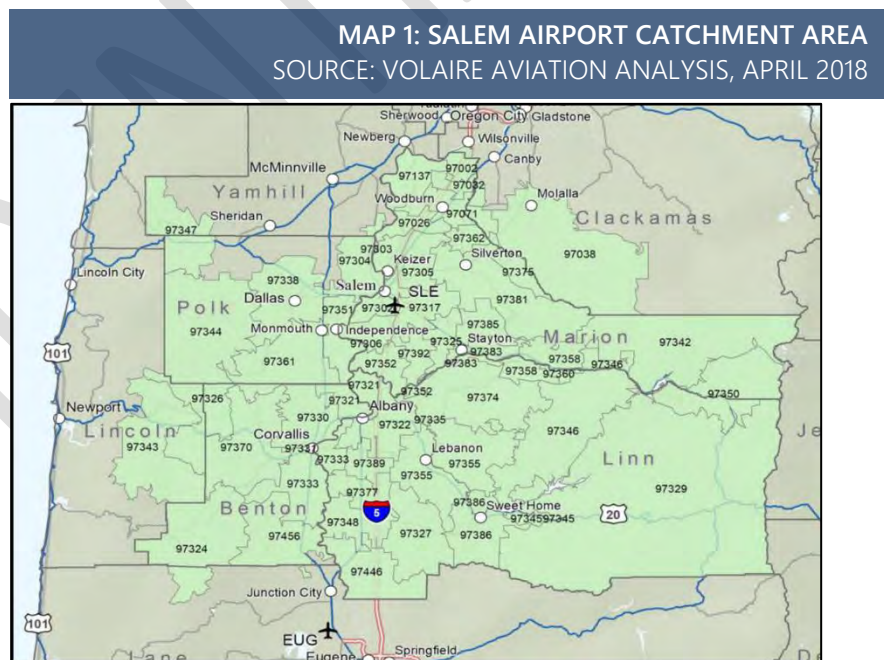 MAP 1: SALEM AIRPORT CATCHMENT AREA
SOURCE: VOLAIRE AVIATION ANALYSIS, APRIL 2018
Sherwood
Oregon City
Gladstone
Newberg
Wilsonville
Canby
McMinnville
97002
97137
97032
Yamhill
Woodburn
Molalla
97071
97026
Clackamas
Sheridan
97347
97362
97303
97304
Keizer
97305
Silverton
97038
97375
Lincoln City
97338
Salem
SLE
97381
Polk
Dallas
97351
97302
97317
97344
Monmouth
Independence
97385
97306
97325
Stayton
Marion
97342
97383
97392
97383
97358
97346
97361
97352
97358
97360
101
97321
97352
97350
97326
97321
97374
Newport
Albany
97330
97322
97335
97346
Lincoln
Corvallis
97343
97370
97331
97333
97389
Lebanon
97355
Linn
97355
97333
97377
97329
Benton
5
97386
Sweet Home
97348
97345
97345
20
97456
97327
97386
97324
97446
Junction City
101
EUG
Eugene
Springfield
Lane